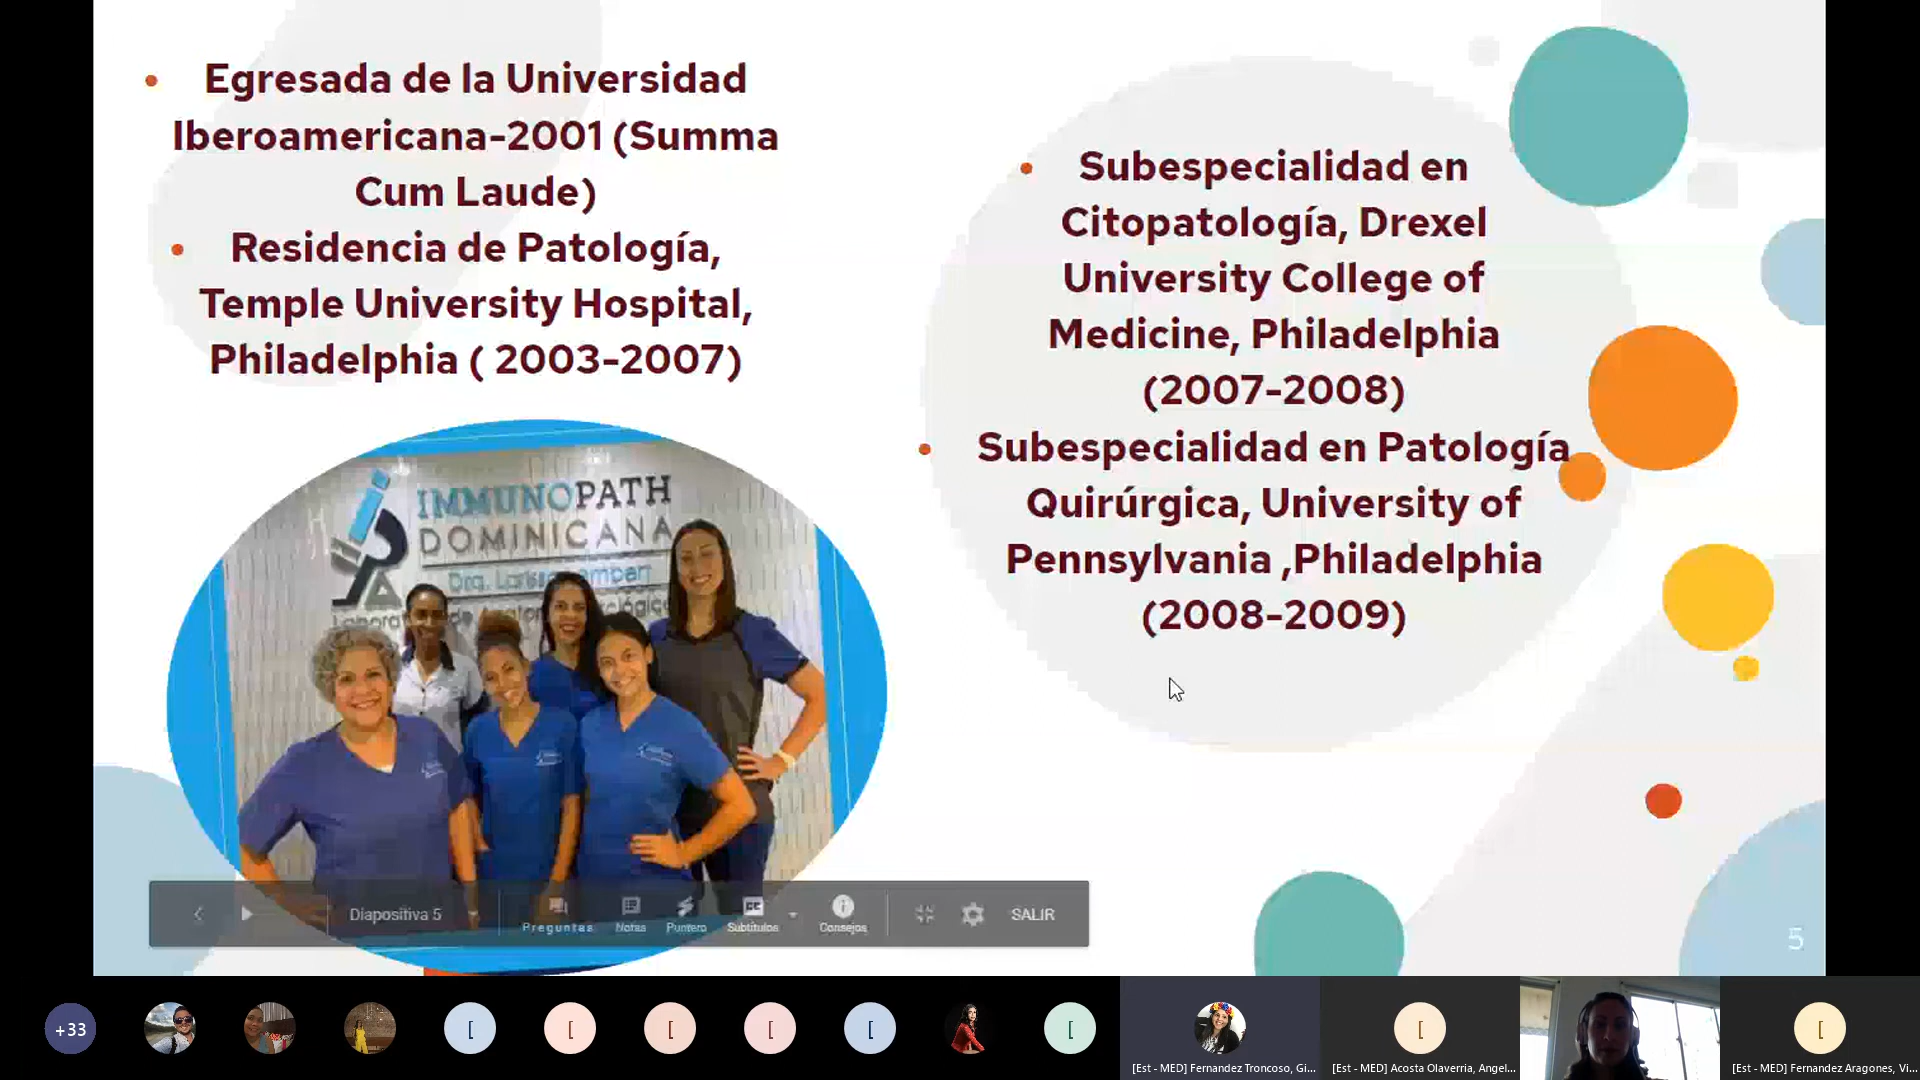 Egresada de la Universidad
Iberoamericana-2001 (Summa
Cum Laude)
Residencia de Patología,
Temple University Hospital,
Philadelphia ( 2003-2007)
Subespecialidad en
Citopatología, Drexel
University College of
Medicine, Philadelphia
(2007-2008)
Subespecialidad en Patología
Quirúrgica, University of
Pennsylvania ,Philadelphia
(2008-2009)
IMMUNOPATH
DOMINICANA
Dra.
de
Diapositiva 5
Preguntas
Notas
Puntero
CC
Subtítulos
Consejos
SALIR
5
+33
[
[
[
[
[
[
[Est - MED] Fernandez Troncoso, Gi...
[
[Est - MED] Acosta Olaverria, Angel...
[
[Est - MED] Fernandez Aragones, Vi...